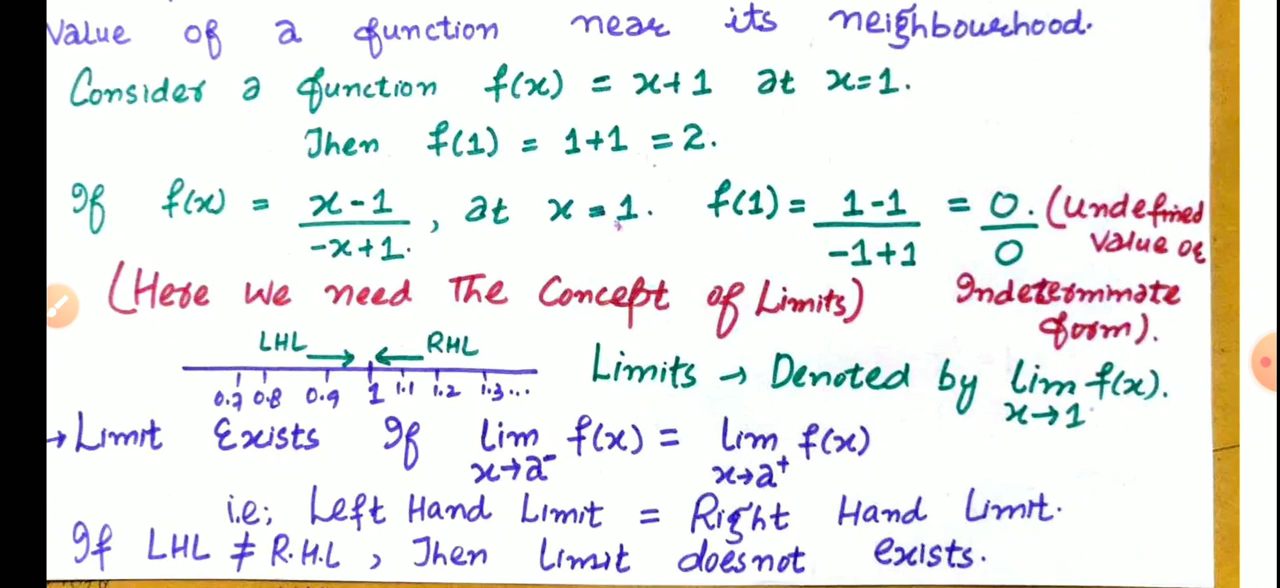 Value of a function near its neighbourhood.
Consider a function f(x) = x+1 at x=1.
Then f(1) = 1+1 = 2.
If f(x) = x-1/-x+1. , at x=1. f(1) = 1-1/-1+1 = 0/0. (Undefined
value or
(Here we need The Concept of Limits) Indeterminate
form).
LHL → ← RHL
Limits → Denoted by lim x→1 f(x).
0.7 0.8 0.9 1 1.1 1.2 1.3...
→ Limit Exists If lim x→a⁻ f(x) = lim x→a⁺ f(x)
i.e; Left Hand Limit = Right Hand Limit.
If LHL ≠ R.H.L , Then limit doesnot exists.